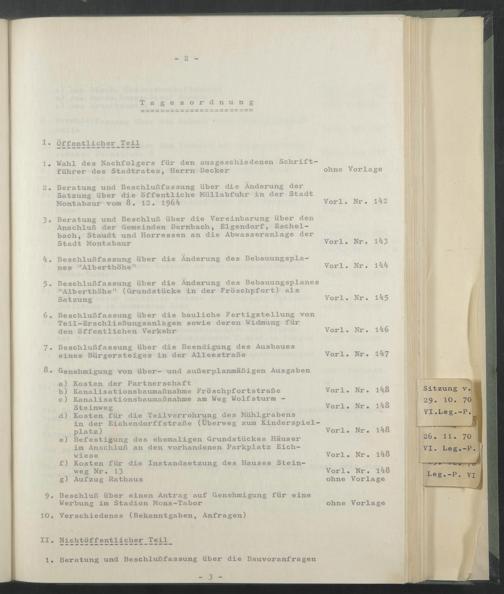 - 2 -
Tagesordnung
I. Öffentlicher Teil
1. Wahl des Nachfolgers für den ausgeschiedenen Schrift-
führer des Stadtrates, Herrn Becker ohne Vorlage
2. Beratung und Beschlußfassung über die Änderung der
Satzung über die öffentliche Müllabfuhr in der Stadt
Montabaur vom 8. 12. 1964 Vorl. Nr. 142
3. Beratung und Beschluß über die Vereinbarung über den
Anschluß der Gemeinden Dernbach, Elgendorf, Eschel-
bach, Staudt und Horressen an die Abwasseranlage der
Stadt Montabaur Vorl. Nr. 143
4. Beschlußfassung über die Änderung des Bebauungspla-
nes "Alberthöhe" Vorl. Nr. 144
5. Beschlußfassung über die Änderung des Bebauungsplanes
"Alberthöhe" (Grundstücke in der Fröschpfort) als
Satzung Vorl. Nr. 145
6. Beschlußfassung über die bauliche Fertigstellung von
Teil-Erschließungsanlagen sowie deren Widmung für
den öffentlichen Verkehr Vorl. Nr. 146
7. Beschlußfassung über die Beendigung des Ausbaues
eines Bürgersteiges in der Alleestraße Vorl. Nr. 147
8. Genehmigung von über- und außerplanmäßigen Ausgaben
a) Kosten der Partnerschaft
b) Kanalisationsbaumaßnahme Fröschpfortstraße Vorl. Nr. 148
c) Kanalisationsbaumaßnahme am Weg Wolfsturm -
Steinweg Vorl. Nr. 148
d) Kosten für die Teilverrohrung des Mühlgrabens
in der Eichendorffstraße (Überweg zum Kinderspiel-
platz) Vorl. Nr. 148
e) Befestigung des ehemaligen Grundstückes Häuser
im Anschluß an den vorhandenen Parkplatz Eich-
wiese Vorl. Nr. 148
f) Kosten für die Instandsetzung des Hauses Stein-
weg Nr. 13 Vorl. Nr. 148
g) Aufzug Rathaus ohne Vorlage
9. Beschluß über einen Antrag auf Genehmigung für eine
Werbung im Stadion Mons-Tabor ohne Vorlage
10. Verschiedenes (Bekanntgaben, Anfragen)
II. Nichtöffentlicher Teil
1. Beratung und Beschlußfassung über die Bauvoranfragen
- 3 -
Sitzung v.
29. 10. 70
VI.Leg.-P.
26. 11. 70
VI. Leg.-P.
Leg.-P. VI